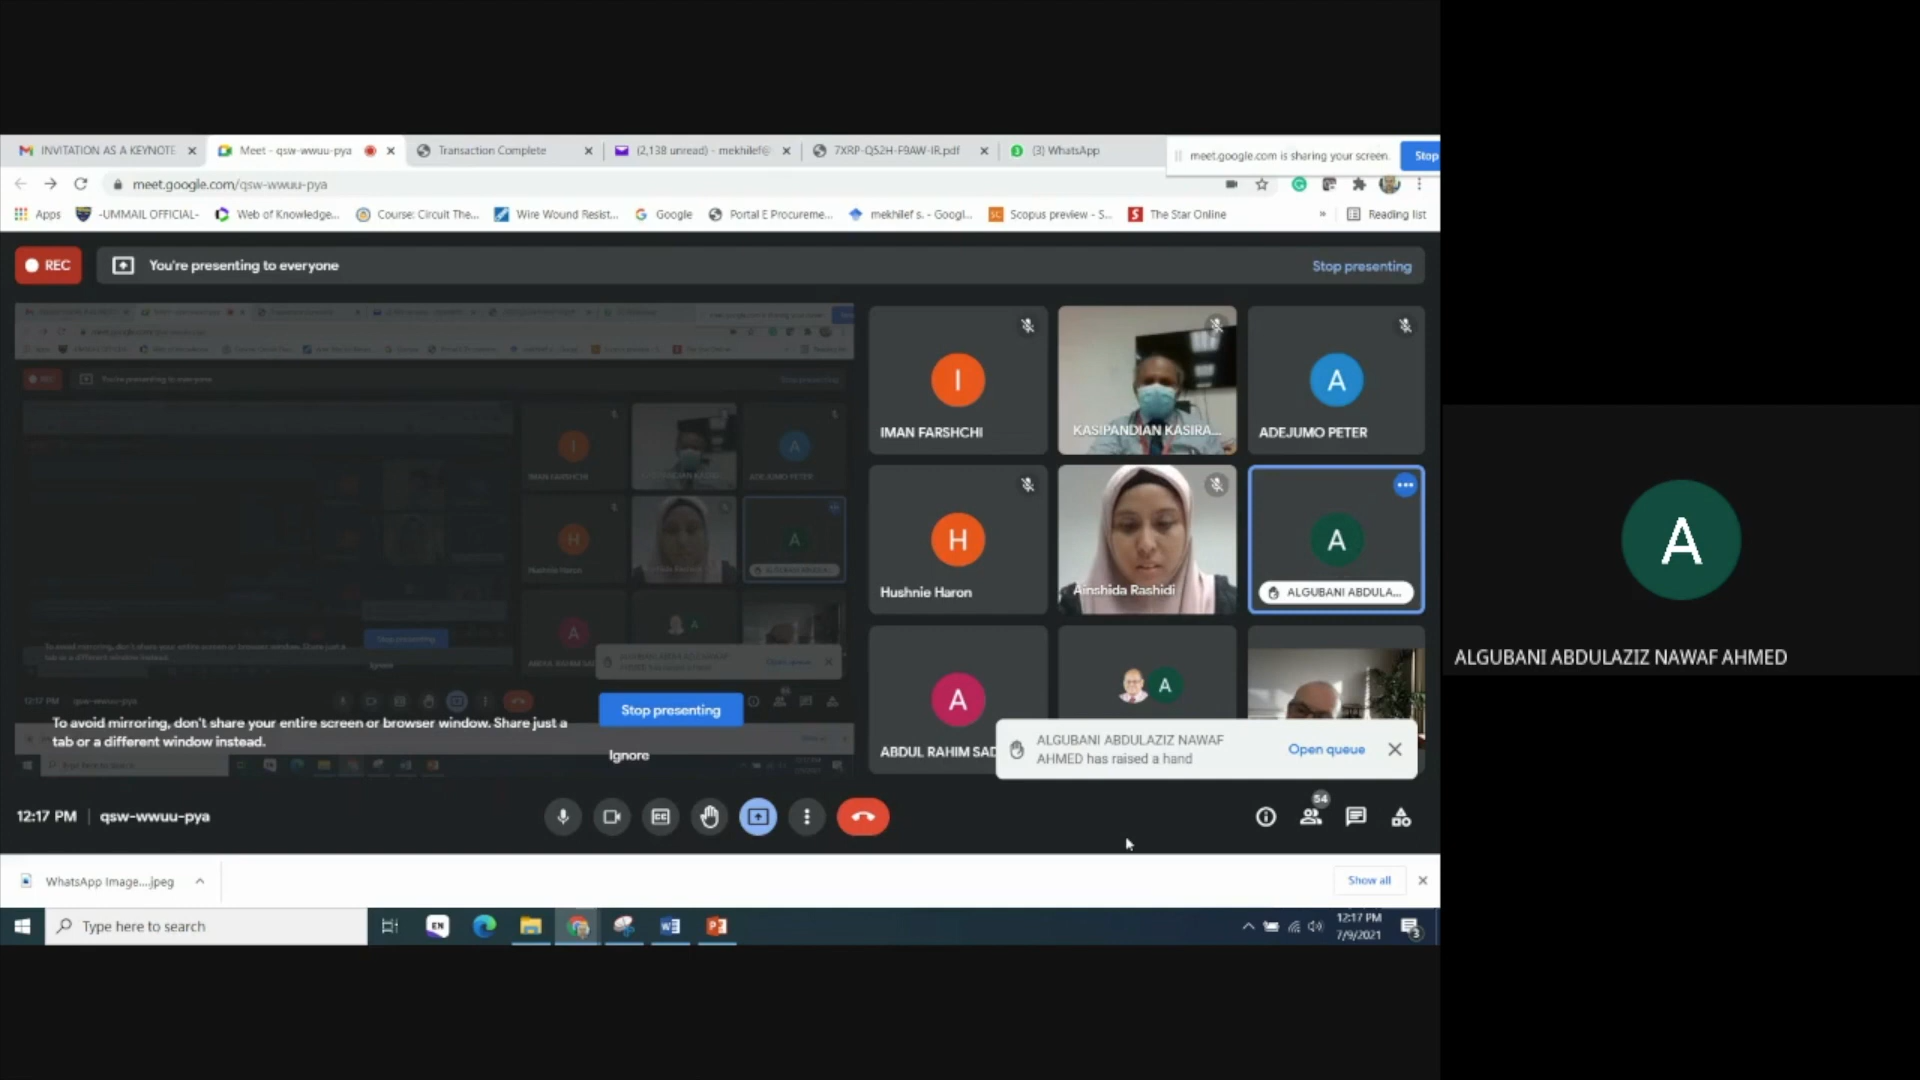 INVITATION AS A KEYNOTE
Meet - qsw-wwuu-pya
Transaction Complete
(2,138 unread) - mekhilef@
7XRP-Q52H-F9AW-IR.pdf
(3) WhatsApp
meet.google.com is sharing your screen.
Stop
meet.google.com/qsw-wwuu-pya
Apps
-UMMAIL OFFICIAL-
Web of Knowledge...
Course: Circuit The...
Wire Wound Resist...
Google
Portal E Procureme...
mekhilef s. - Googl...
Scopus preview - S...
The Star Online
»
Reading list
REC
You're presenting to everyone
Stop presenting
I
IMAN FARSHCHI
KASIPANDIAN KASIRA...
A
ADEJUMO PETER
H
Hushnie Haron
Ainshida Rashidi
A
ALGUBANI ABDULA...
A
ABDUL RAHIM SAD
A
ALGUBANI ABDULAZIZ NAWAF
AHMED has raised a hand
Open queue
To avoid mirroring, don't share your entire screen or browser window. Share just a
tab or a different window instead.
Stop presenting
Ignore
12:17 PM | qsw-wwuu-pya
CC
54
WhatsApp Image....jpeg
Show all
Type here to search
EN
12:17 PM
7/9/2021
3
A
ALGUBANI ABDULAZIZ NAWAF AHMED